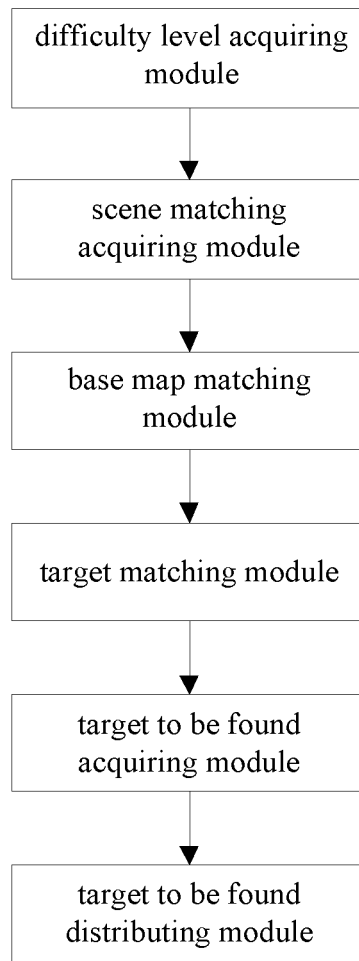 difficulty level acquiring
module
scene matching
acquiring module
base map matching
module
target matching module
target to be found
acquiring module
target to be found
distributing module